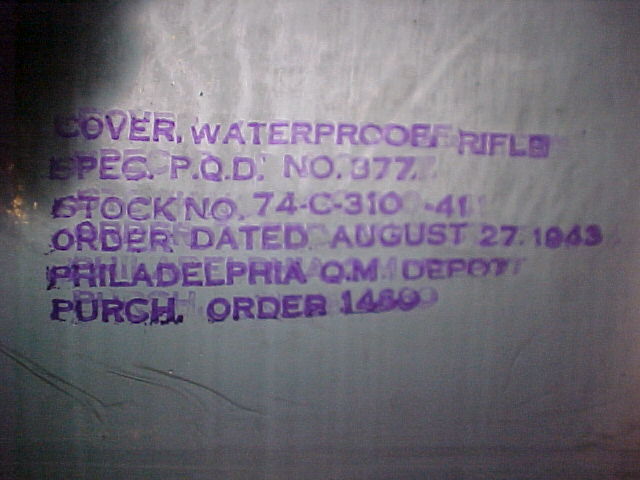 COVER, WATERPROOF, RIFLE
SPEC. P.Q.D. NO. 377.
STOCK NO. 74-C-310-41
ORDER DATED AUGUST 27, 1943
PHILADELPHIA Q.M. DEPOT
PURCH. ORDER